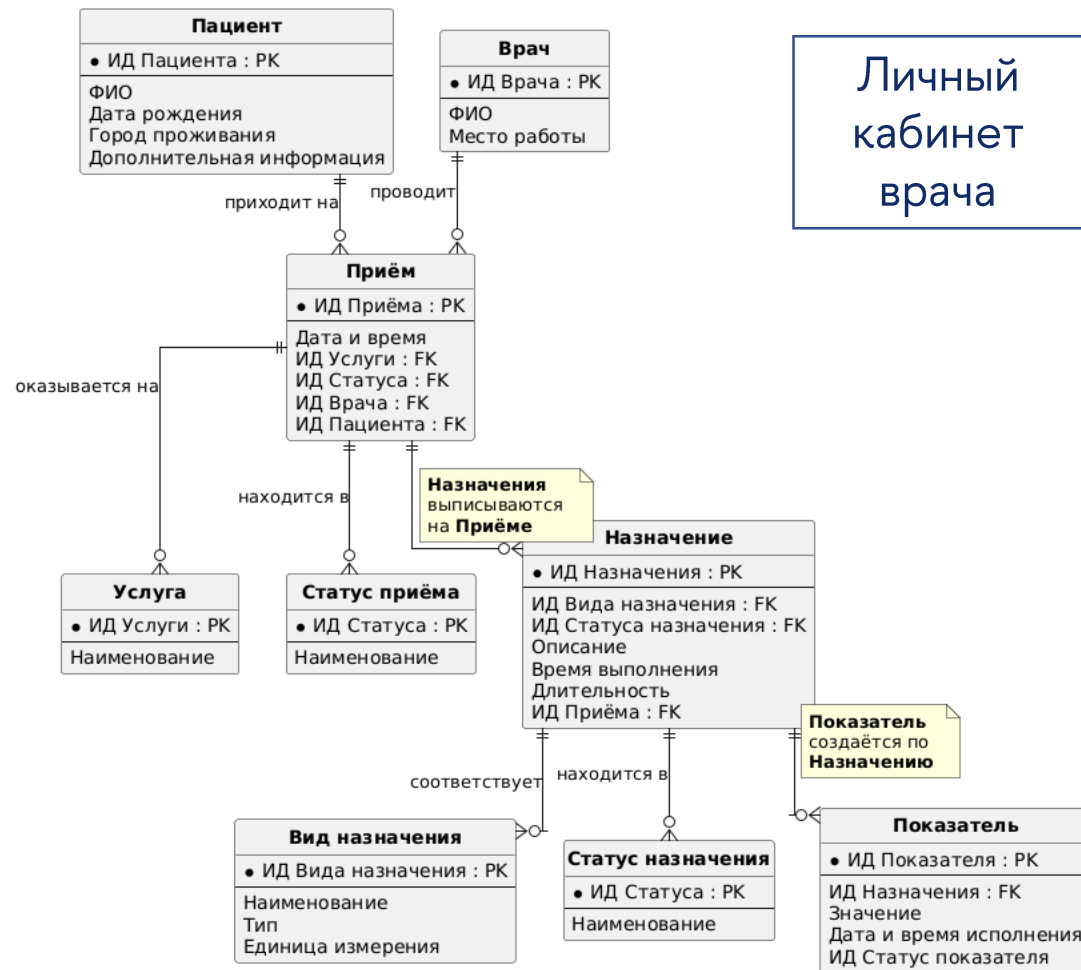 Пациент
• ИД Пациента : PK
ФИО
Дата рождения
Город проживания
Дополнительная информация
Врач
• ИД Врача : PK
ФИО
Место работы
Личный
кабинет
врача
приходит на
проводит
Приём
• ИД Приёма : PK
Дата и время
ИД Услуги : FK
ИД Статуса : FK
ИД Врача : FK
ИД Пациента : FK
оказывается на
находится в
Назначения
выписываются
на Приёме
Услуга
• ИД Услуги : PK
Наименование
Статус приёма
• ИД Статуса : PK
Наименование
Назначение
• ИД Назначения : PK
ИД Вида назначения : FK
ИД Статуса назначения : FK
Описание
Время выполнения
Длительность
ИД Приёма : FK
Показатель
создаётся по
Назначению
соответствует
находится в
Вид назначения
• ИД Вида назначения : PK
Наименование
Тип
Единица измерения
Статус назначения
• ИД Статуса : PK
Наименование
Показатель
• ИД Показателя : PK
ИД Назначения : FK
Значение
Дата и время исполнения
ИД Статус показателя